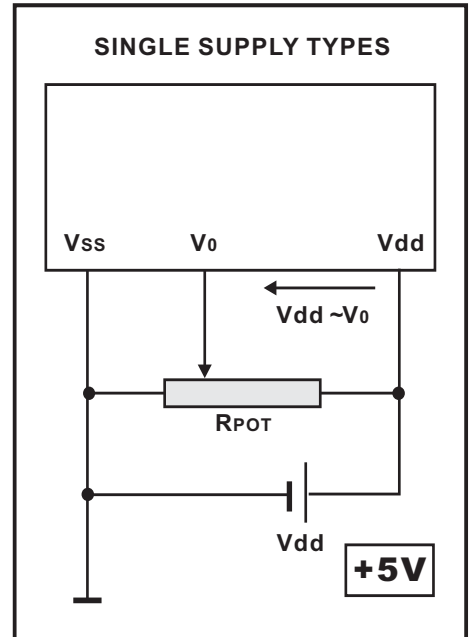 SINGLE SUPPLY TYPES
Vss V0 Vdd
Vdd ~V0
RPOT
Vdd
+5V